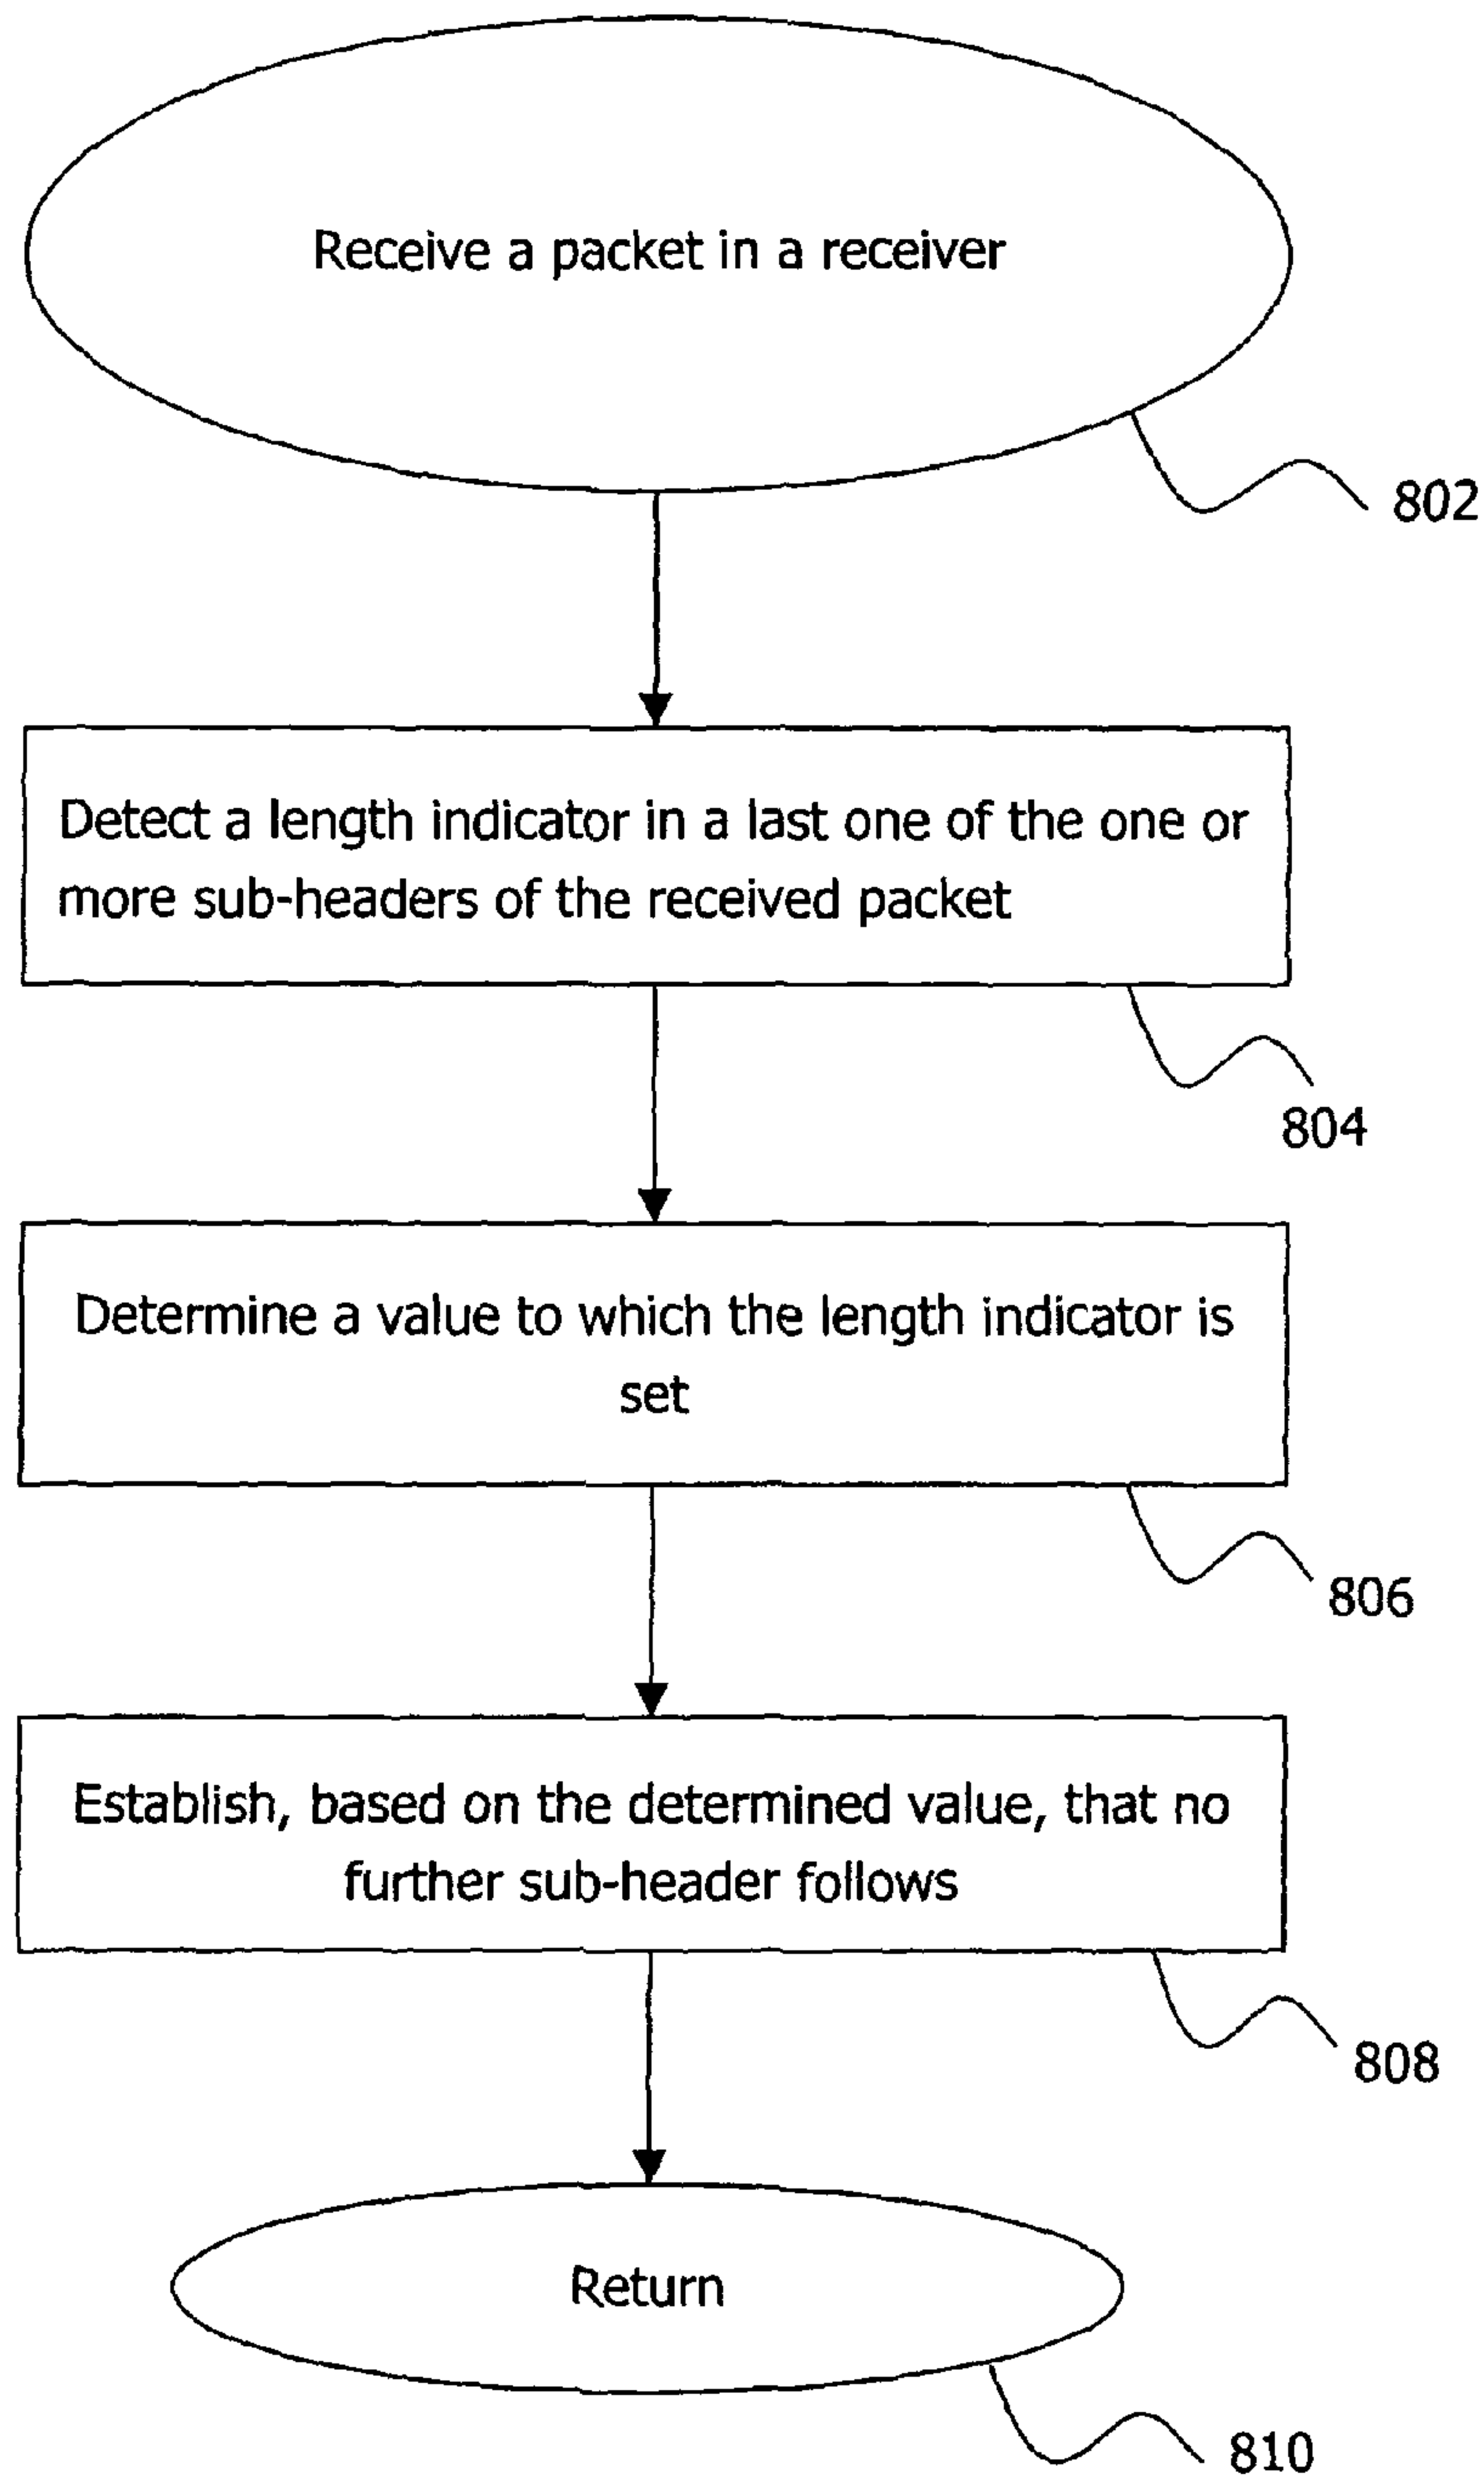 Receive a packet in a receiver
802
Detect a length indicator in a last one of the one or
more sub-headers of the received packet
804
Determine a value to which the length indicator is
set
806
Establish, based on the determined value, that no
further sub-header follows
808
Return
810